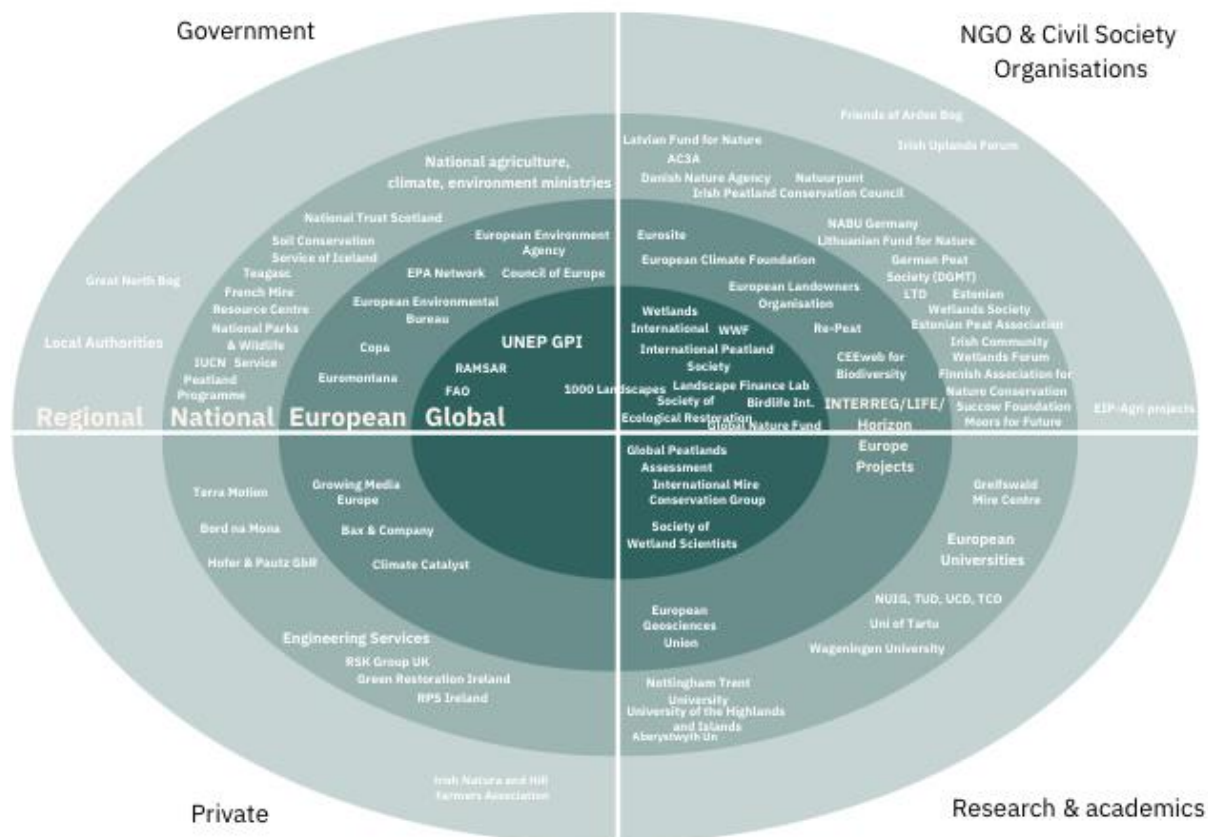 Government
NGO & Civil Society
Organisations
Friends of Ardee Bog
Irish Uplands Forum
National agriculture,
climate, environment ministries
Latvian Fund for Nature
AC3A
Danish Nature Agency
Natuurpunt
Irish Peatland Conservation Council
National Trust Scotland
Soil Conservation
Service of Iceland
Teagasc
French Mire
Resource Centre
National Parks
& Wildlife
IUCN Service
Peatland
Programme
Great North Bog
Local Authorities
European Environment
Agency
EPA Network
Council of Europe
European Environmental
Bureau
Copa
Euromontana
UNEP GPI
RAMSAR
FAO
1000 Landscapes
Eurosite
European Climate Foundation
European Landowners
Organisation
Re-Peat
CEEweb for
Biodiversity
INTERREG/LIFE/
Horizon
Europe
Projects
NABU Germany
Lithuanian Fund for Nature
German Peat
Society (DGMT)
LTD
Estonian
Wetlands Society
Estonian Peat Association
Irish Community
Wetlands Forum
Finnish Association for
Nature Conservation
Succow Foundation
Moors for Future
EIP-Agri projects
Wetlands
International
WWF
International Peatland
Society
Landscape Finance Lab
Society of
Ecological Restoration
Birdlife Int.
Global Nature Fund
Regional
National
European
Global
Terra Motion
Bord na Mona
Hofer & Pautz GbR
Growing Media
Europe
Bax & Company
Climate Catalyst
Engineering Services
RSK Group UK
Green Restoration Ireland
RPS Ireland
Irish Natura and Hill
Farmers Association
Global Peatlands
Assessment
International Mire
Conservation Group
Society of
Wetland Scientists
European
Geosciences
Union
Greifswald
Mire Centre
European
Universities
NUIG, TUD, UCD, TCD
Uni of Tartu
Wageningen University
Nottingham Trent
University
University of the Highlands
and Islands
Aberystwyth Un
Private
Research & academics